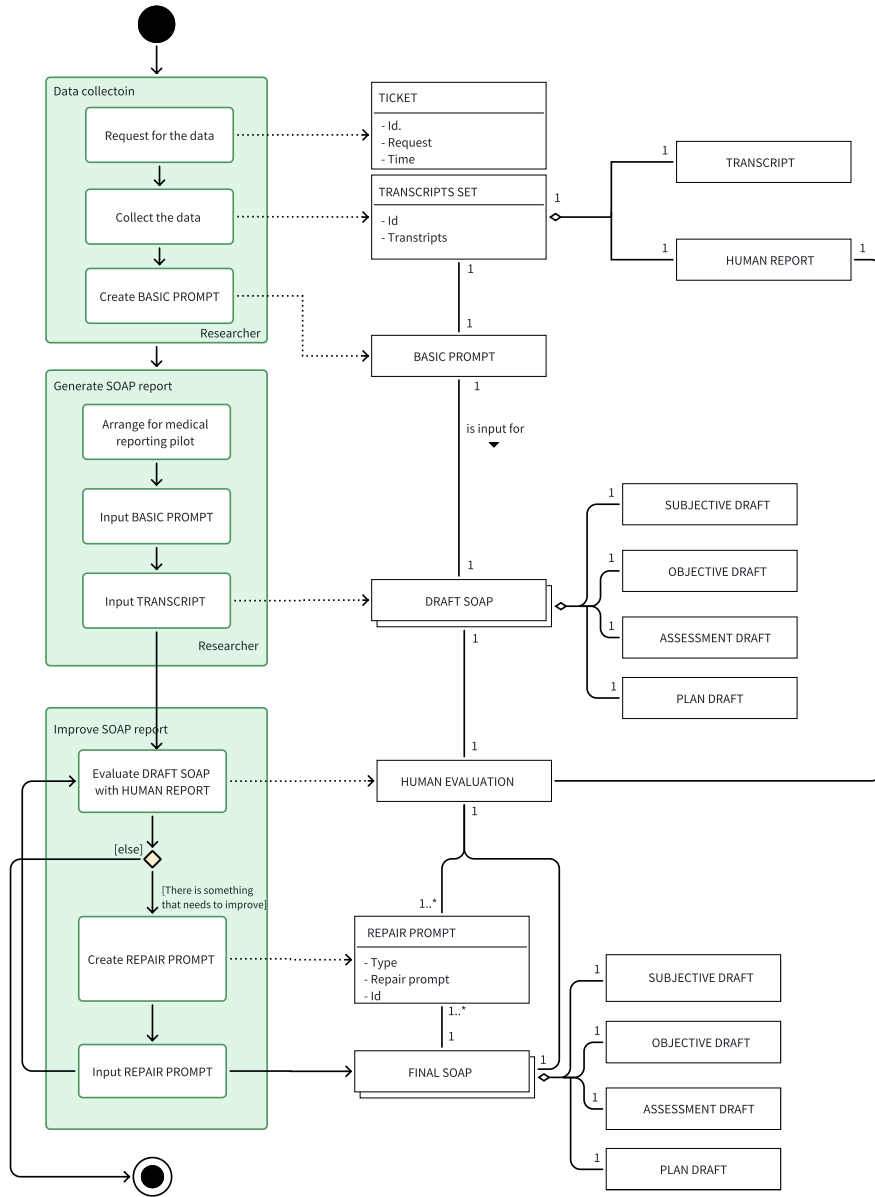 Data collectoin
Request for the data
Collect the data
Create BASIC PROMPT
Researcher
TICKET
- Id.
- Request
- Time
TRANSCRIPTS SET
- Id
- Transtripts
1
1
TRANSCRIPT
1
HUMAN REPORT
1
1
1
BASIC PROMPT
1
is input for
1
Generate SOAP report
Arrange for medical
reporting pilot
Input BASIC PROMPT
Input TRANSCRIPT
Researcher
DRAFT SOAP
1
1
SUBJECTIVE DRAFT
1
OBJECTIVE DRAFT
1
ASSESSMENT DRAFT
1
PLAN DRAFT
Improve SOAP report
Evaluate DRAFT SOAP
with HUMAN REPORT
[else]
[There is something
that needs to improve]
Create REPAIR PROMPT
Input REPAIR PROMPT
1
HUMAN EVALUATION
1
1..*
REPAIR PROMPT
- Type
- Repair prompt
- Id
1..*
1
FINAL SOAP
1
1
SUBJECTIVE DRAFT
1
OBJECTIVE DRAFT
1
ASSESSMENT DRAFT
1
PLAN DRAFT